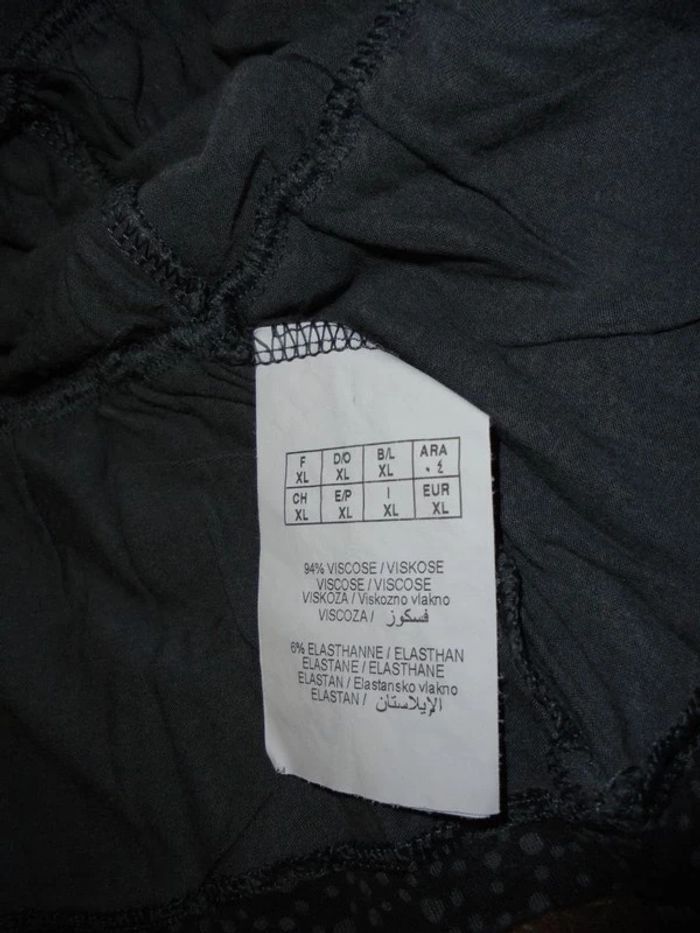 F D/O B/L ARA
XL XL XL ٠٤
CH E/P I EUR
XL XL XL XL
94% VISCOSE / VISKOSE
VISCOSE / VISCOSE
VISKOZA / Viskozno vlakno
VISCOZA / فسكوز
6% ELASTHANNE / ELASTHAN
ELASTANE / ELASTHANE
ELASTAN / Elastansko vlakno
ELASTAN / الإيلاستان